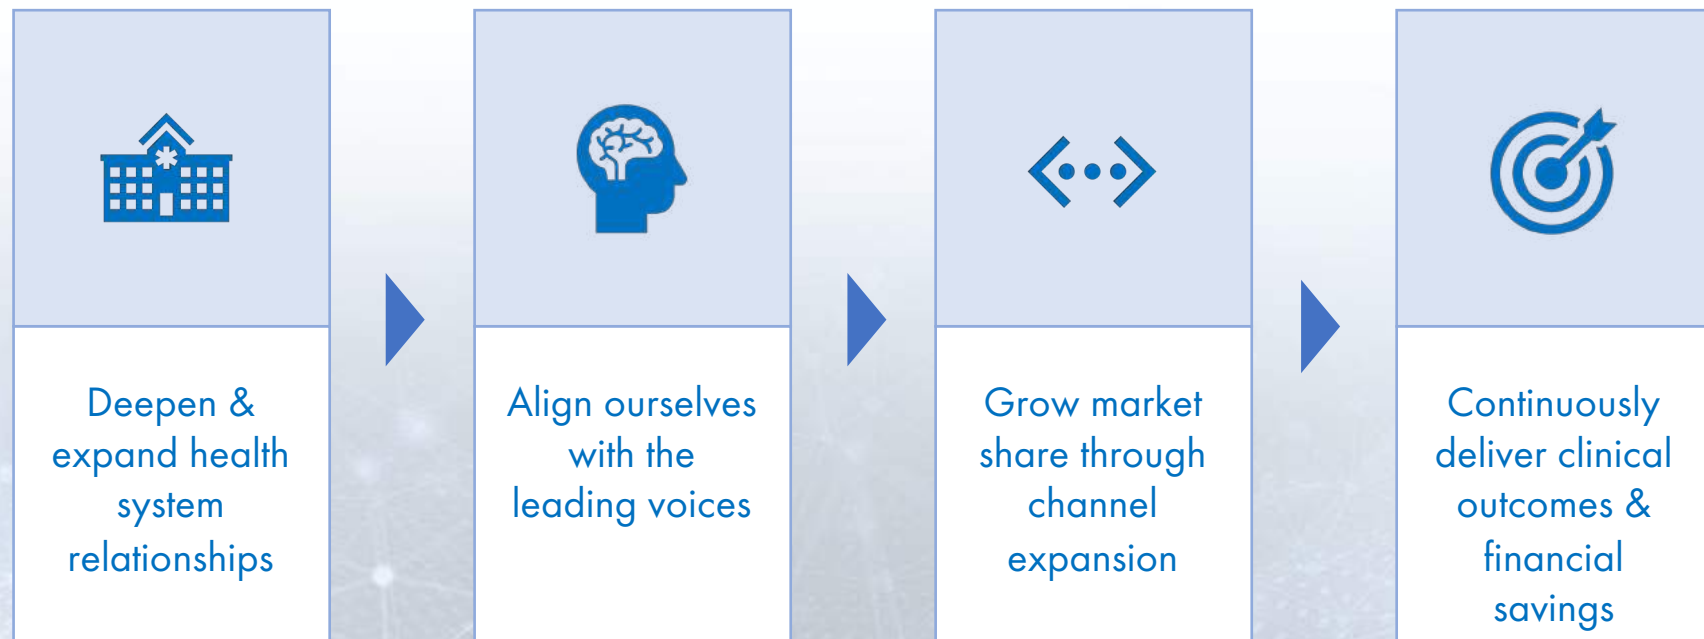 Deepen &
expand health
system
relationships
Align ourselves
with the
leading voices
Grow market
share through
channel
expansion
Continuously
deliver clinical
outcomes &
financial
savings